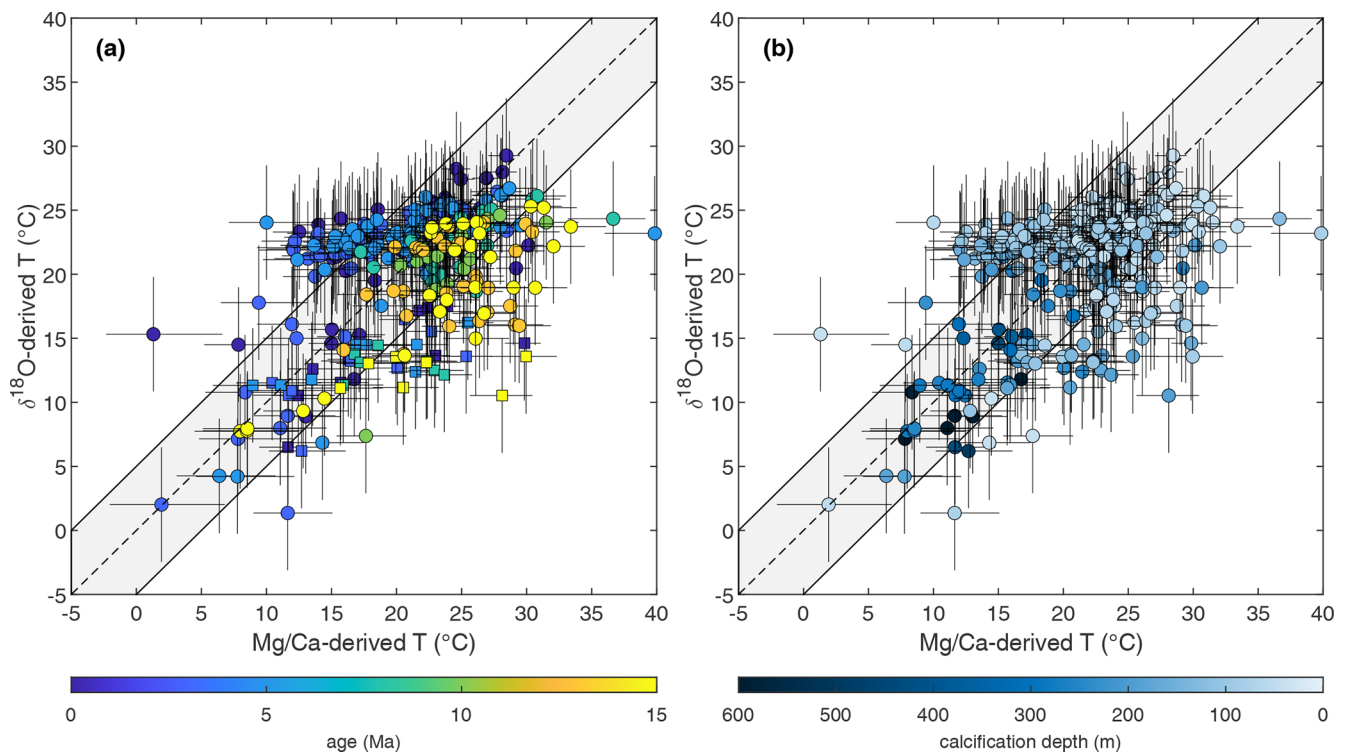 (a)
40
35
30
25
20
15
10
5
0
-5
δ18O-derived T (°C)
-5 0 5 10 15 20 25 30 35 40
Mg/Ca-derived T (°C)
0 5 10 15
age (Ma)
(b)
40
35
30
25
20
15
10
5
0
-5
δ18O-derived T (°C)
-5 0 5 10 15 20 25 30 35 40
Mg/Ca-derived T (°C)
600 500 400 300 200 100 0
calcification depth (m)